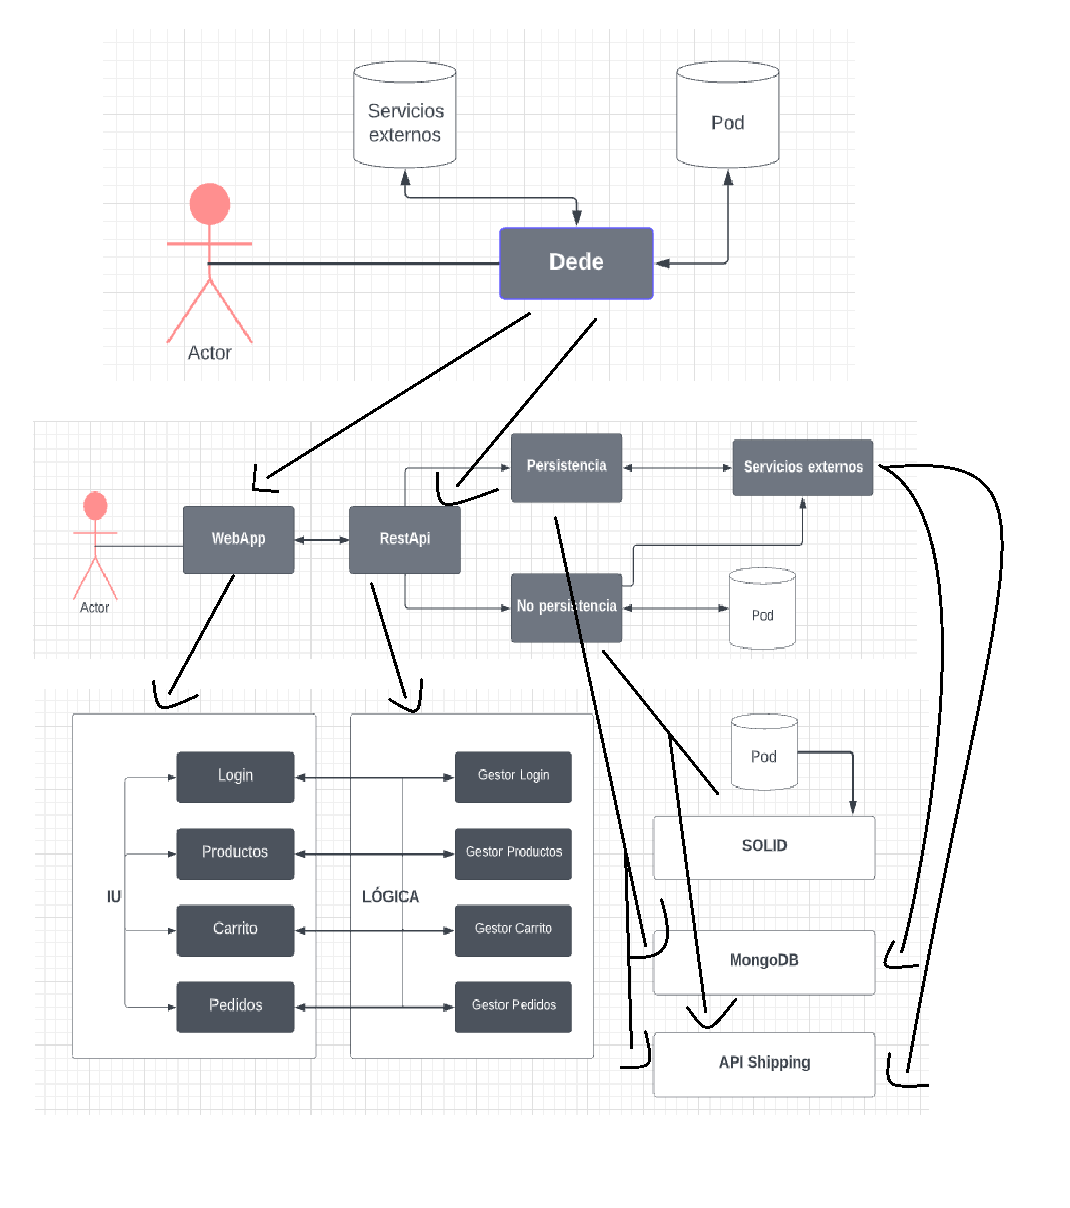 Servicios
externos
Pod
Dede
Actor
Persistencia
Servicios externos
WebApp
RestApi
Actor
No persistencia
Pod
Login
Gestor Login
Pod
Productos
Gestor Productos
SOLID
IU
LÓGICA
Carrito
Gestor Carrito
MongoDB
Pedidos
Gestor Pedidos
API Shipping